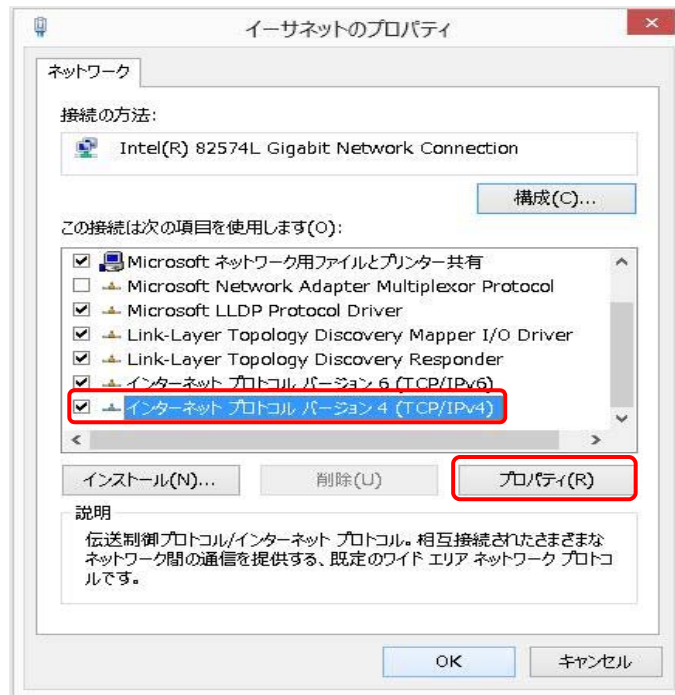 イーサネットのプロパティ
ネットワーク
接続の方法:
Intel(R) 82574L Gigabit Network Connection
構成(C)...
この接続は次の項目を使用します(O):
Microsoft ネットワーク用ファイルとプリンター共有
Microsoft Network Adapter Multiplexor Protocol
Microsoft LLDP Protocol Driver
Link-Layer Topology Discovery Mapper I/O Driver
Link-Layer Topology Discovery Responder
インターネット プロトコル バージョン 6 (TCP/IPv6)
インターネット プロトコル バージョン 4 (TCP/IPv4)
インストール(N)...
削除(U)
プロパティ(R)
説明
伝送制御プロトコル/インターネット プロトコル。相互接続されたさまざまな
ネットワーク間の通信を提供する、既定のワイド エリア ネットワーク プロトコ
ルです。
OK
キャンセル